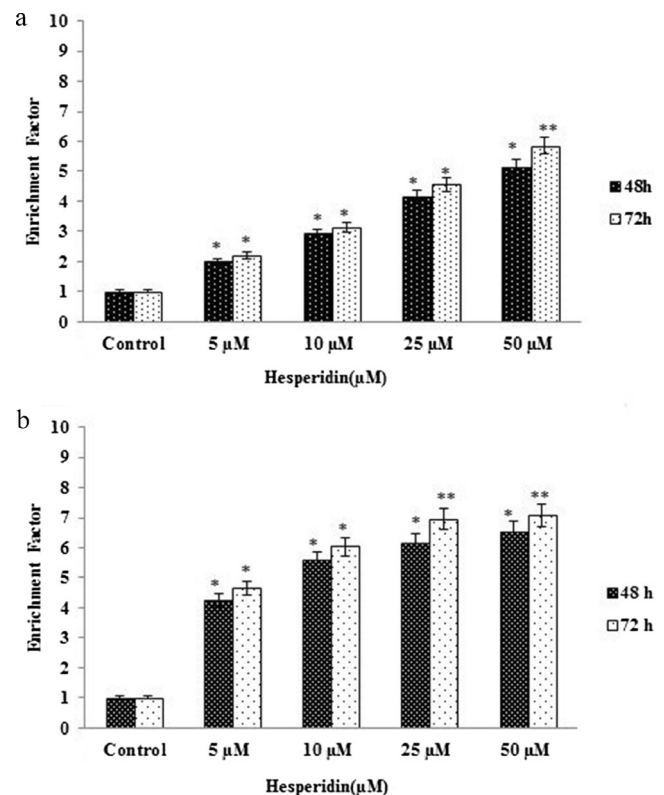 a
10
9
8
7
6
5
4
3
2
1
0
Enrichment Factor
* * * * * * * **
Control 5 µM 10 µM 25 µM 50 µM
Hesperidin(µM)
48h
72h
b
10
9
8
7
6
5
4
3
2
1
0
Enrichment Factor
* * * * * ** * **
Control 5 µM 10 µM 25 µM 50 µM
Hesperidin(µM)
48 h
72 h